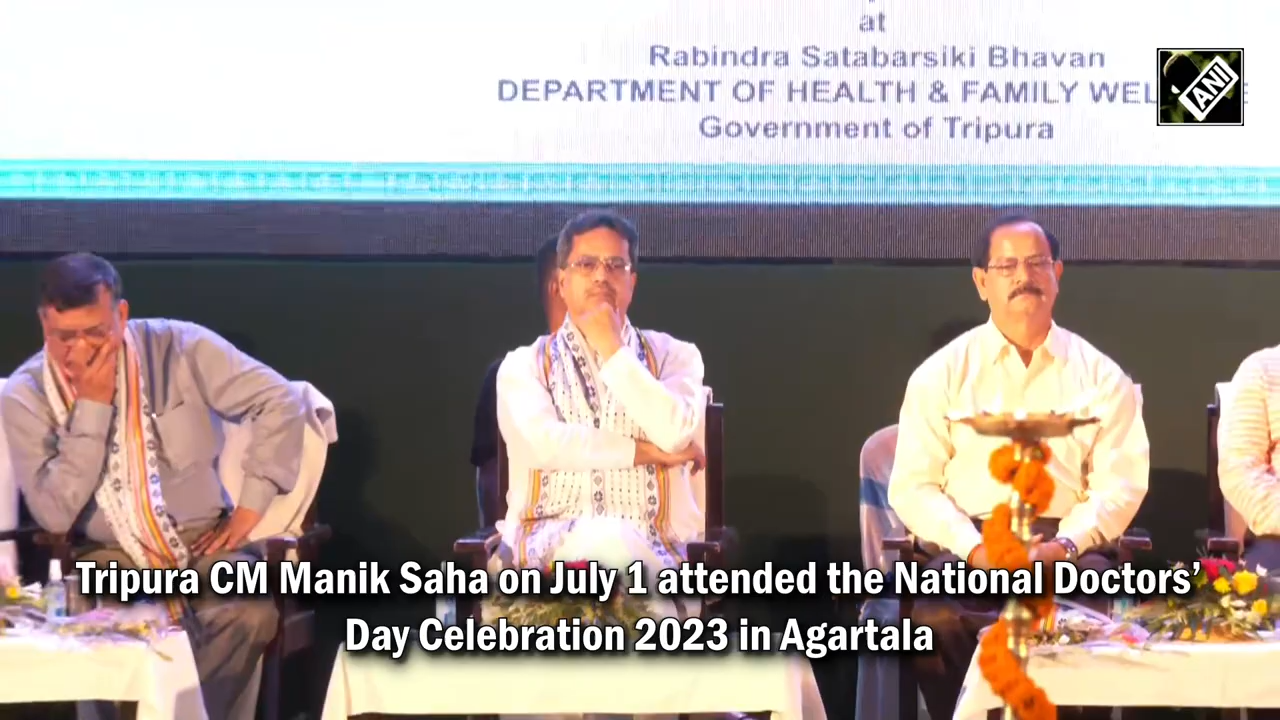 at
Rabindra Satabarsiki Bhavan
DEPARTMENT OF HEALTH & FAMILY
Government of Tripura
ANI
Tripura CM Manik Saha on July 1 attended the National Doctors’
Day Celebration 2023 in Agartala